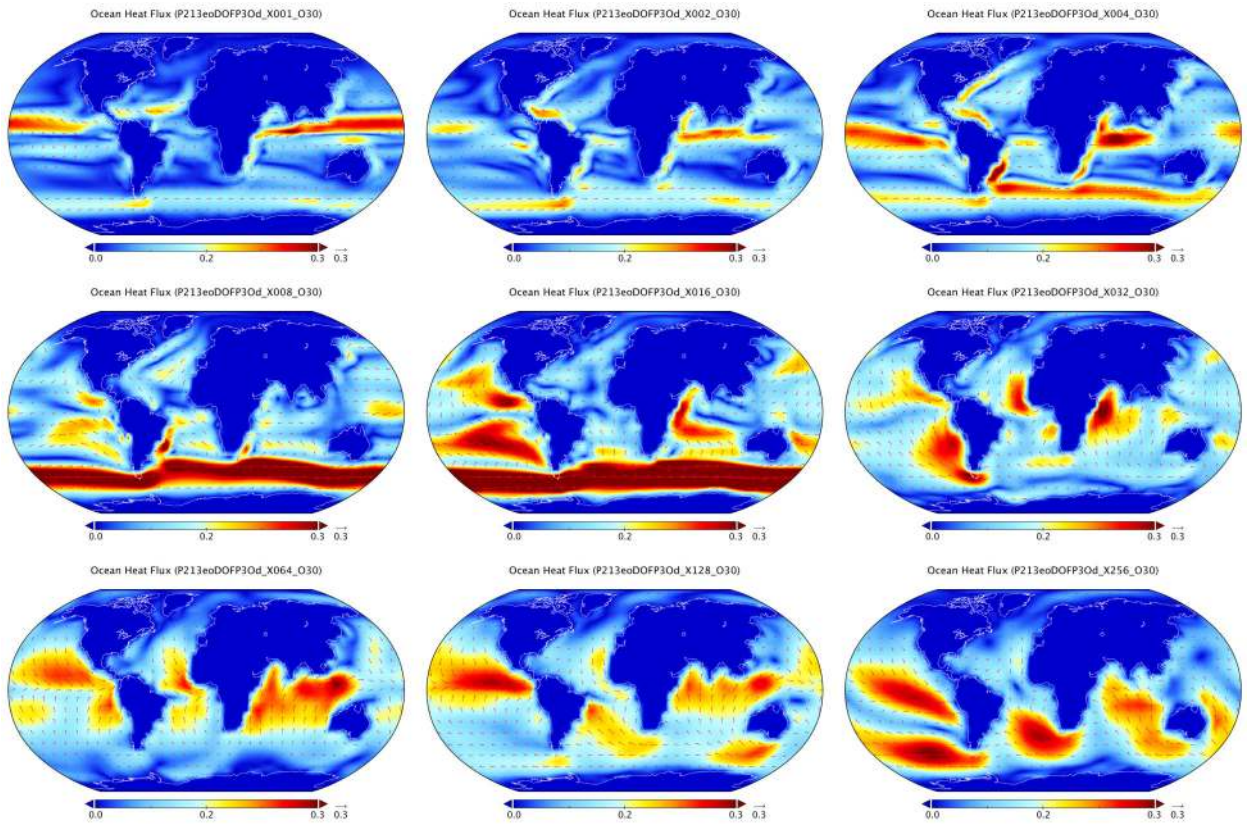 Ocean Heat Flux (P213eoDOFP3Od_X001_O30)
0.0 0.2 0.3 0.3
Ocean Heat Flux (P213eoDOFP3Od_X002_O30)
0.0 0.2 0.3 0.3
Ocean Heat Flux (P213eoDOFP3Od_X004_O30)
0.0 0.2 0.3 0.3
Ocean Heat Flux (P213eoDOFP3Od_X008_O30)
0.0 0.2 0.3 0.3
Ocean Heat Flux (P213eoDOFP3Od_X016_O30)
0.0 0.2 0.3 0.3
Ocean Heat Flux (P213eoDOFP3Od_X032_O30)
0.0 0.2 0.3 0.3
Ocean Heat Flux (P213eoDOFP3Od_X064_O30)
0.0 0.2 0.3 0.3
Ocean Heat Flux (P213eoDOFP3Od_X128_O30)
0.0 0.2 0.3 0.3
Ocean Heat Flux (P213eoDOFP3Od_X256_O30)
0.0 0.2 0.3 0.3